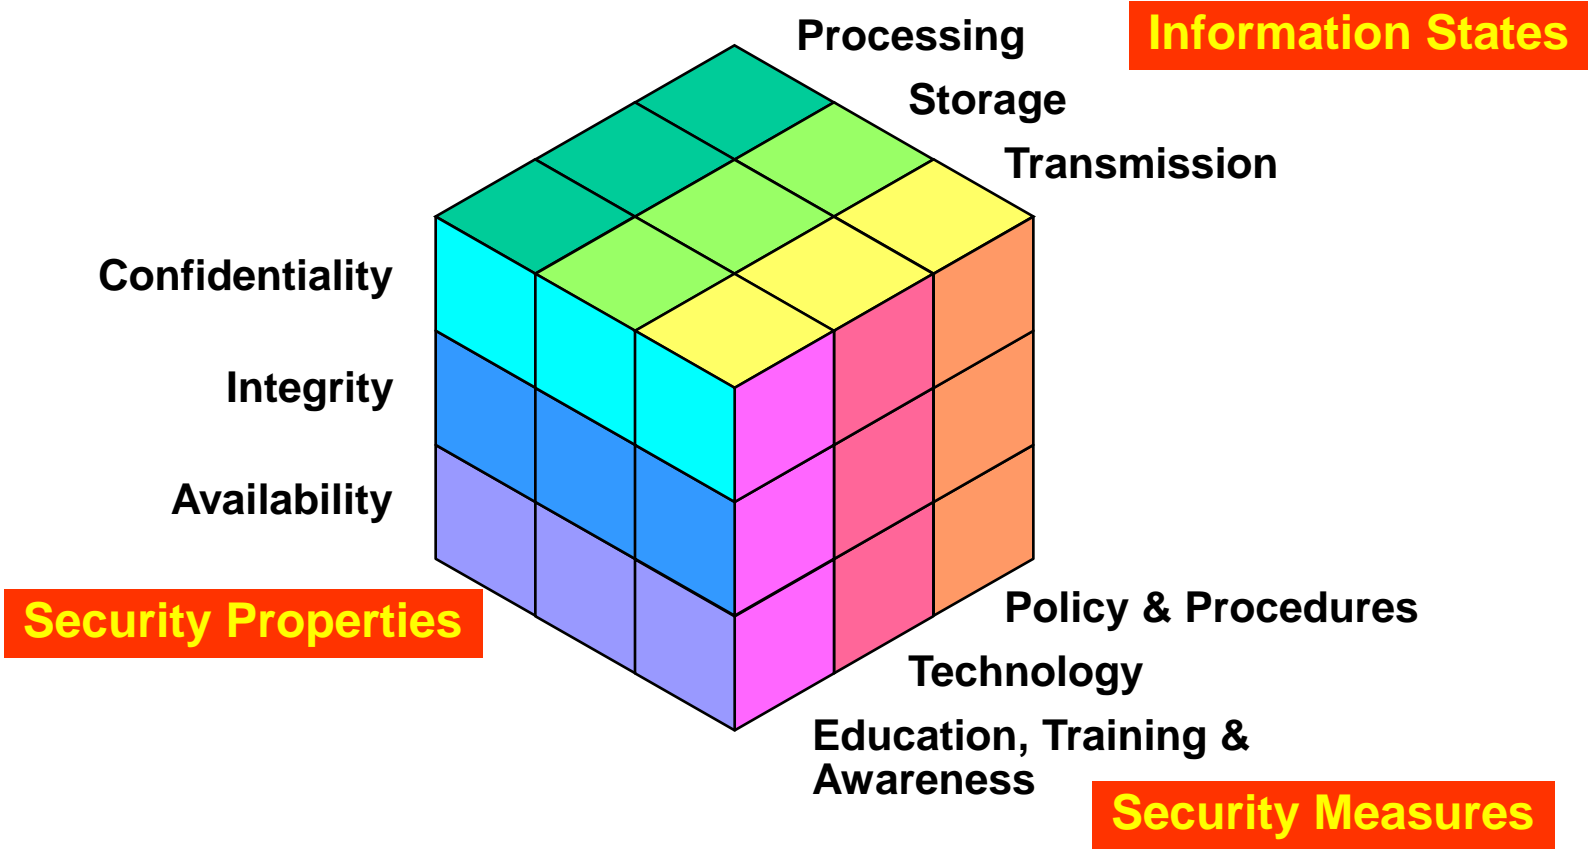 Information States
Processing
Storage
Transmission
Confidentiality
Integrity
Availability
Security Properties
Policy & Procedures
Technology
Education, Training &
Awareness
Security Measures